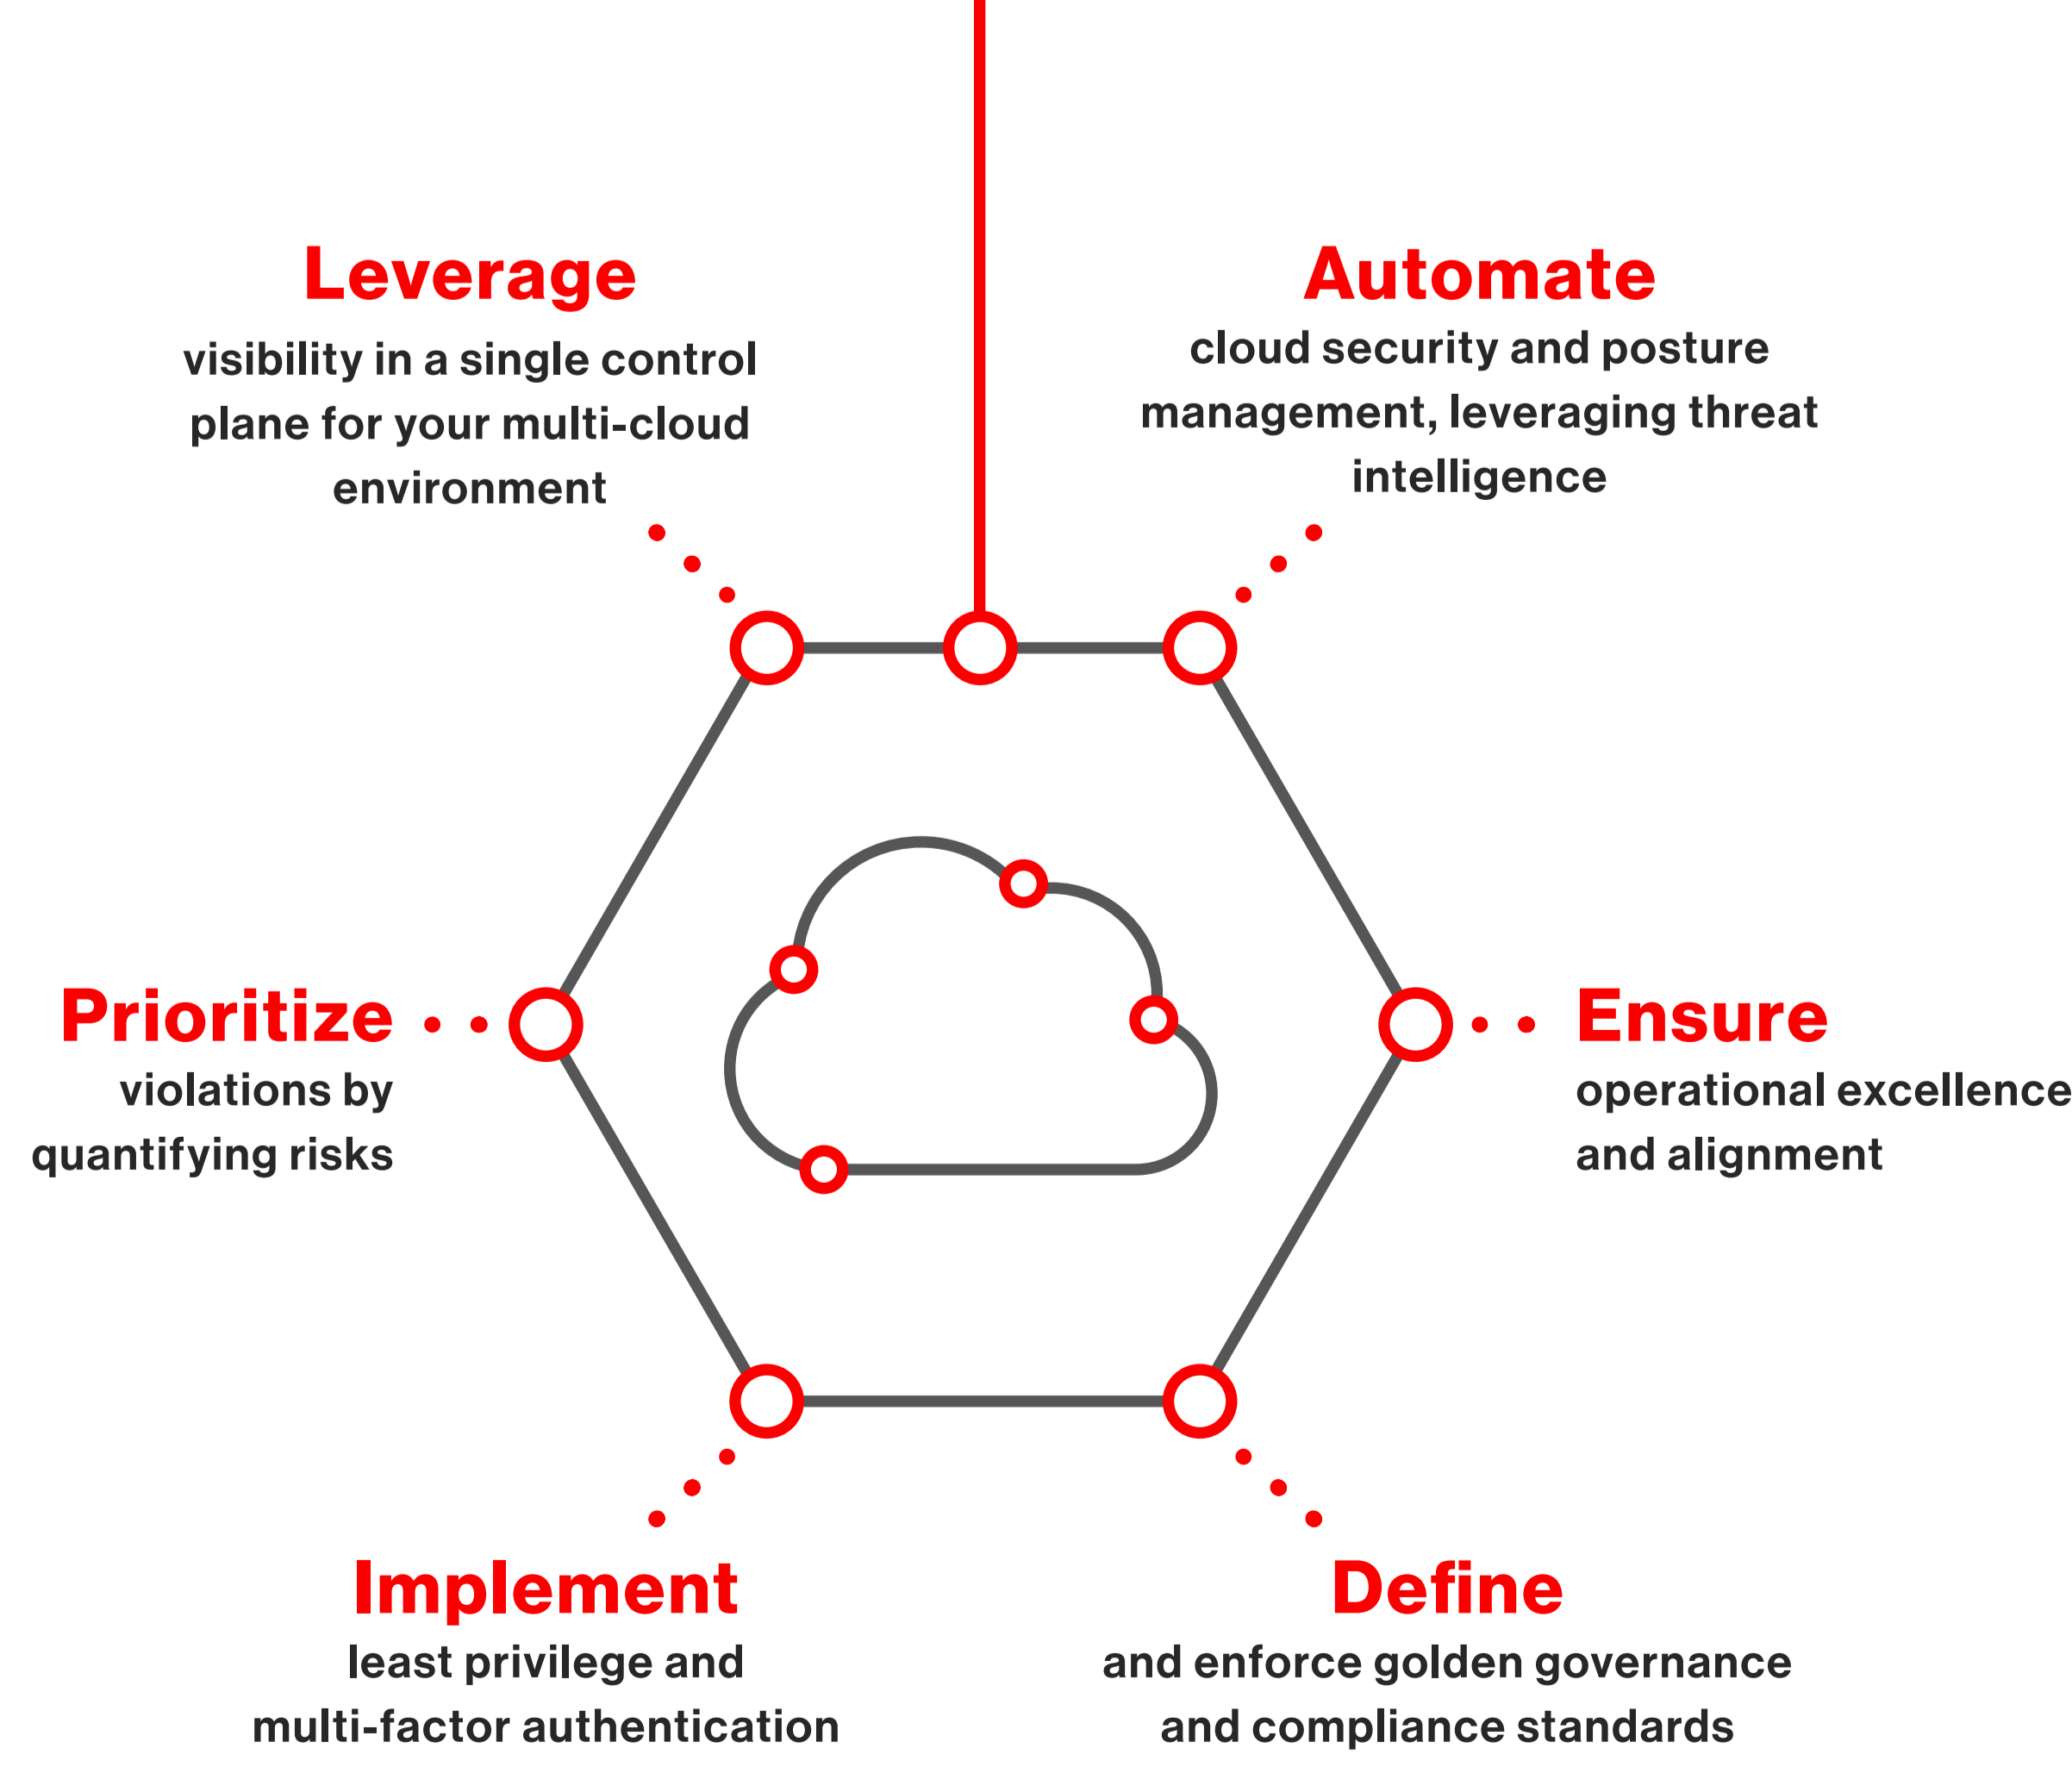 Leverage
visibility in a single control
plane for your multi-cloud
environment
Automate
cloud security and posture
management, leveraging threat
intelligence
Prioritize
violations by
quantifying risks
Ensure
operational excellence
and alignment
Implement
least privilege and
multi-factor authentication
Define
and enforce golden governance
and compliance standards